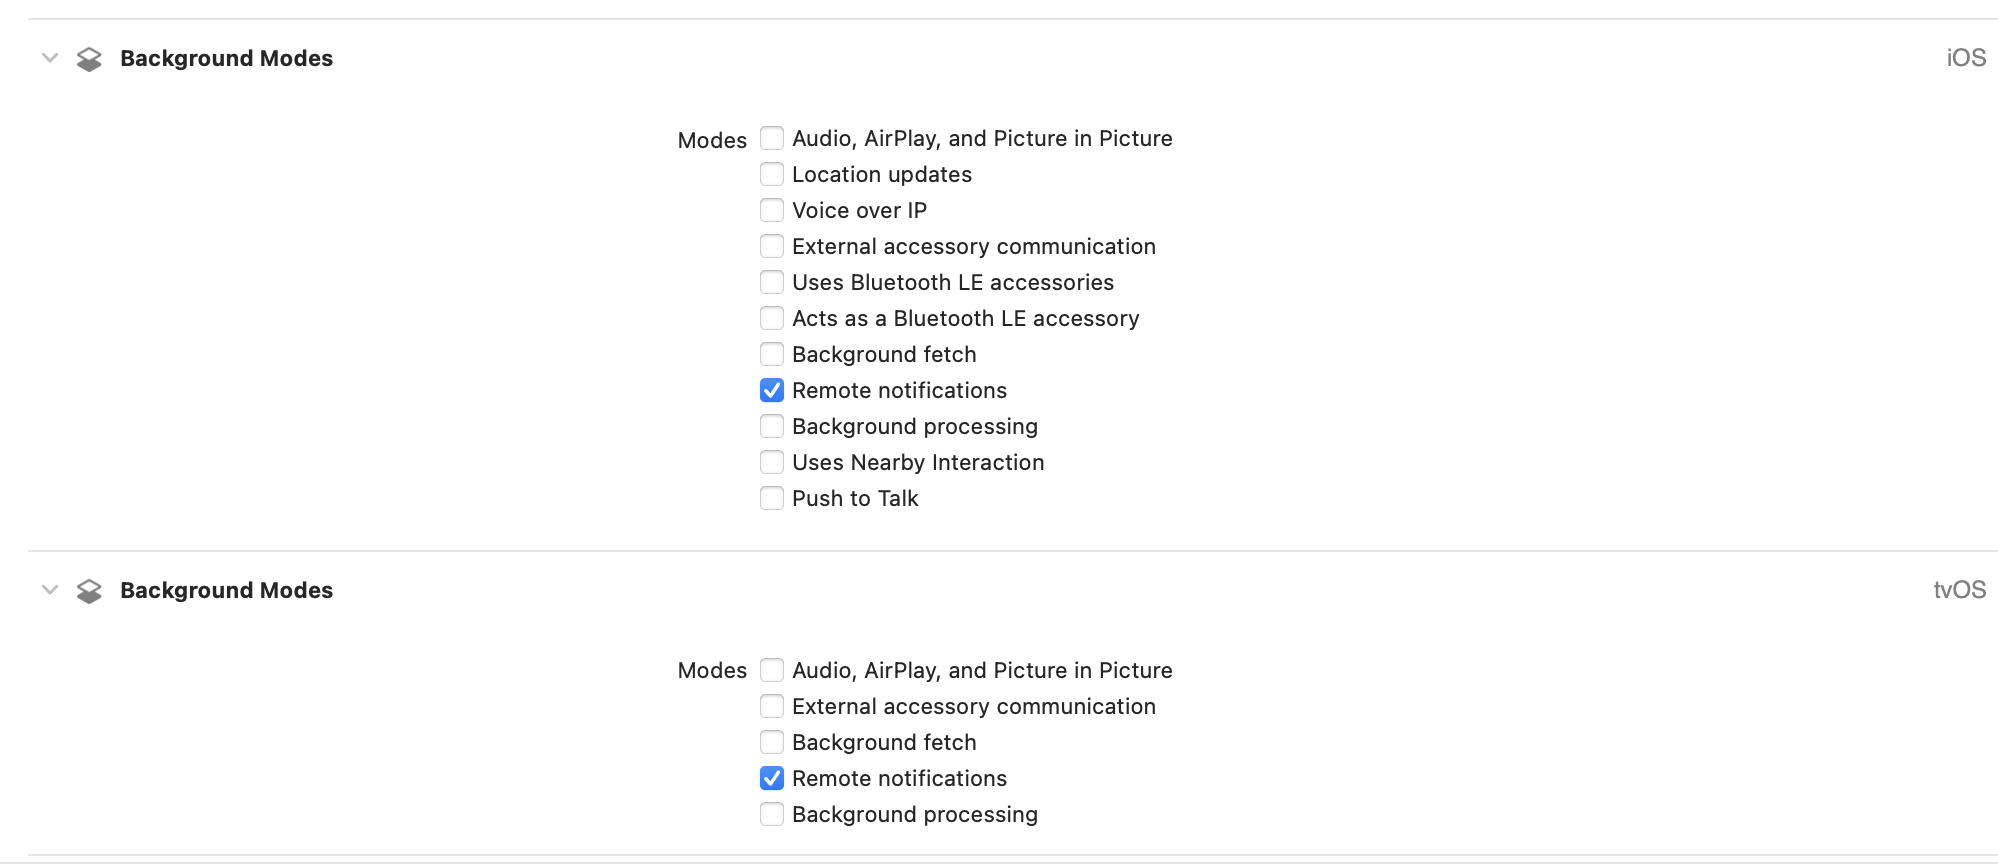 Background Modes iOS
Modes Audio, AirPlay, and Picture in Picture
Location updates
Voice over IP
External accessory communication
Uses Bluetooth LE accessories
Acts as a Bluetooth LE accessory
Background fetch
Remote notifications
Background processing
Uses Nearby Interaction
Push to Talk
Background Modes tvOS
Modes Audio, AirPlay, and Picture in Picture
External accessory communication
Background fetch
Remote notifications
Background processing